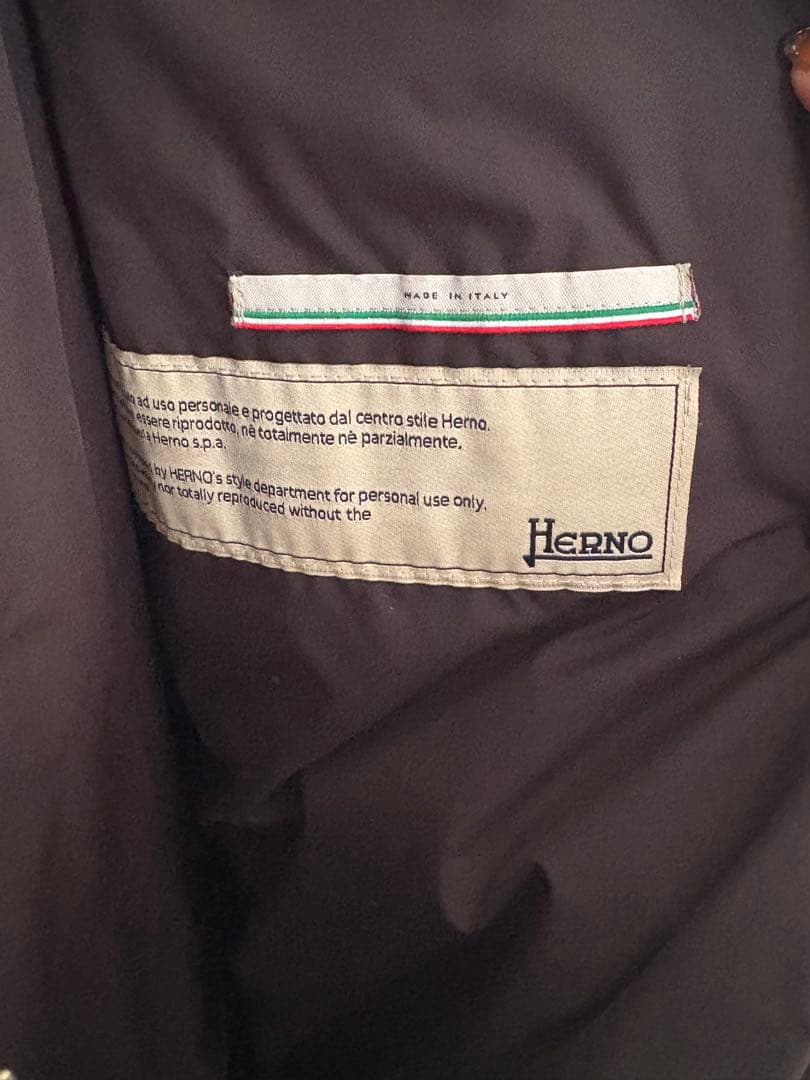 MADE IN ITALY
ad uso personale e progettato dal centro stile Herno.
essere riprodotto, nè totalmente nè parzialmente,
a Herno s.p.a.
by HERNO's style department for personal use only.
nor totally reproduced without the
HERNO